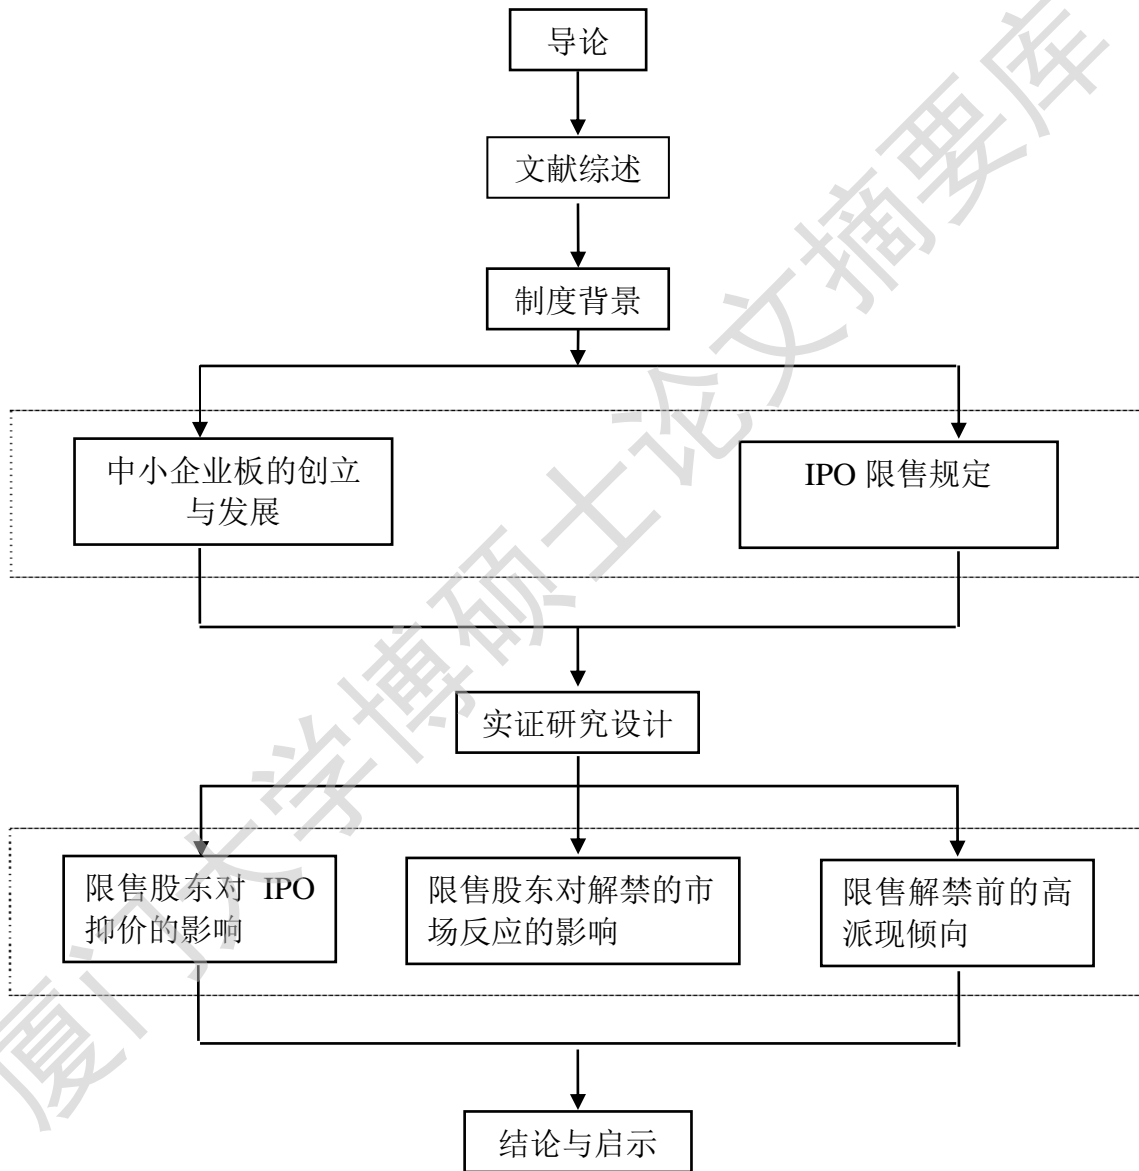 导论
文献综述
制度背景
中小企业板的创立
与发展
IPO 限售规定
实证研究设计
限售股东对 IPO
抑价的影响
限售股东对解禁的市
场反应的影响
限售解禁前的高
派现倾向
结论与启示
厦门大学博硕士论文摘要库